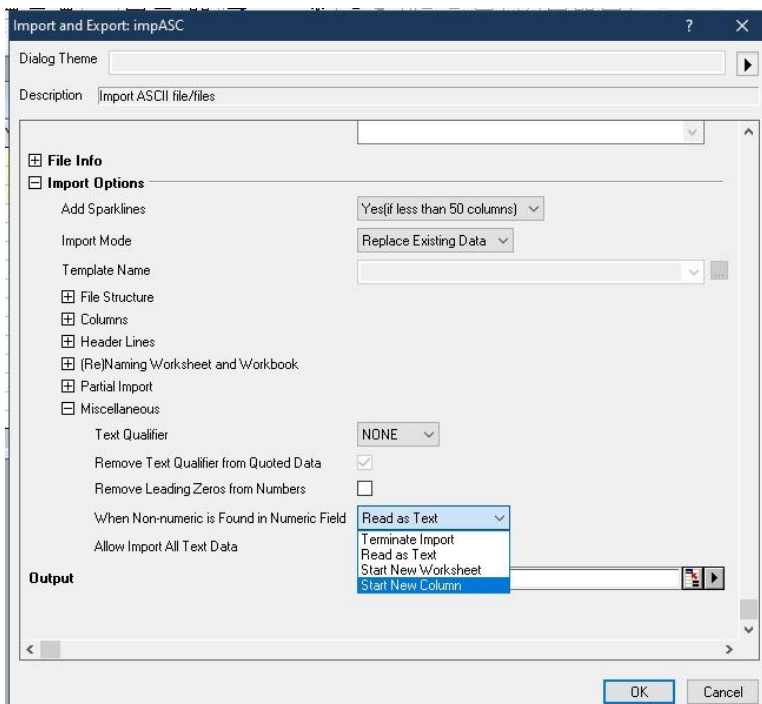 Import and Export: impASC
? ×
Dialog Theme
Description Import ASCII file/files
File Info
Import Options
Add Sparklines Yes(if less than 50 columns)
Import Mode Replace Existing Data
Template Name ...
File Structure
Columns
Header Lines
(Re)Naming Worksheet and Workbook
Partial Import
Miscellaneous
Text Qualifier NONE
Remove Text Qualifier from Quoted Data
Remove Leading Zeros from Numbers
When Non-numeric is Found in Numeric Field Read as Text
Terminate Import
Allow Import All Text Data Read as Text
Start New Worksheet
Output Start New Column
OK Cancel